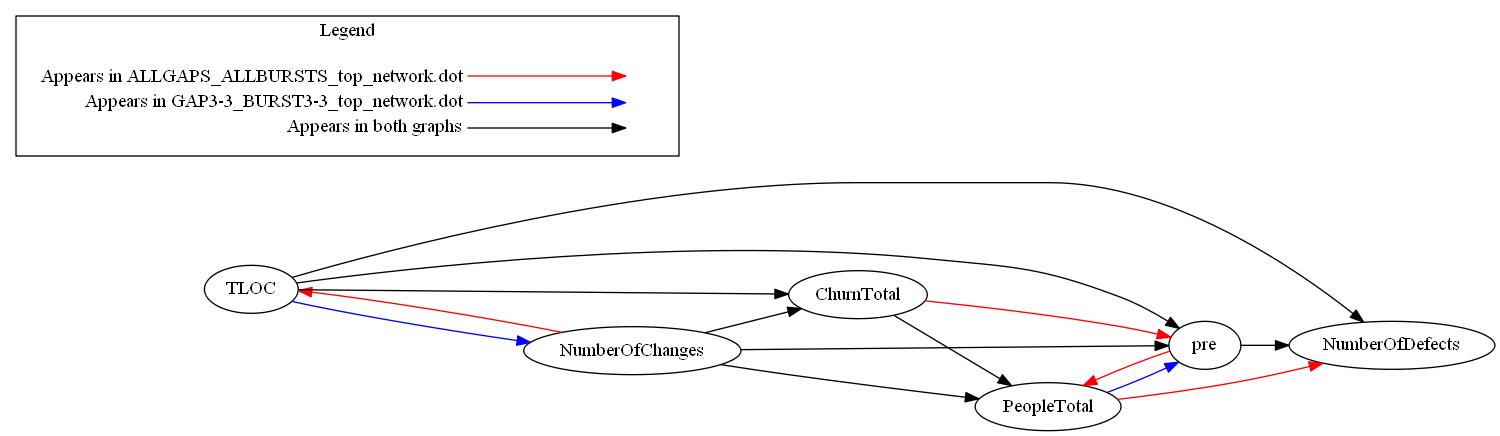 Legend
Appears in ALLGAPS_ALLBURSTS_top_network.dot
Appears in GAP3-3_BURST3-3_top_network.dot
Appears in both graphs
TLOC
ChurnTotal
NumberOfChanges
pre
NumberOfDefects
PeopleTotal